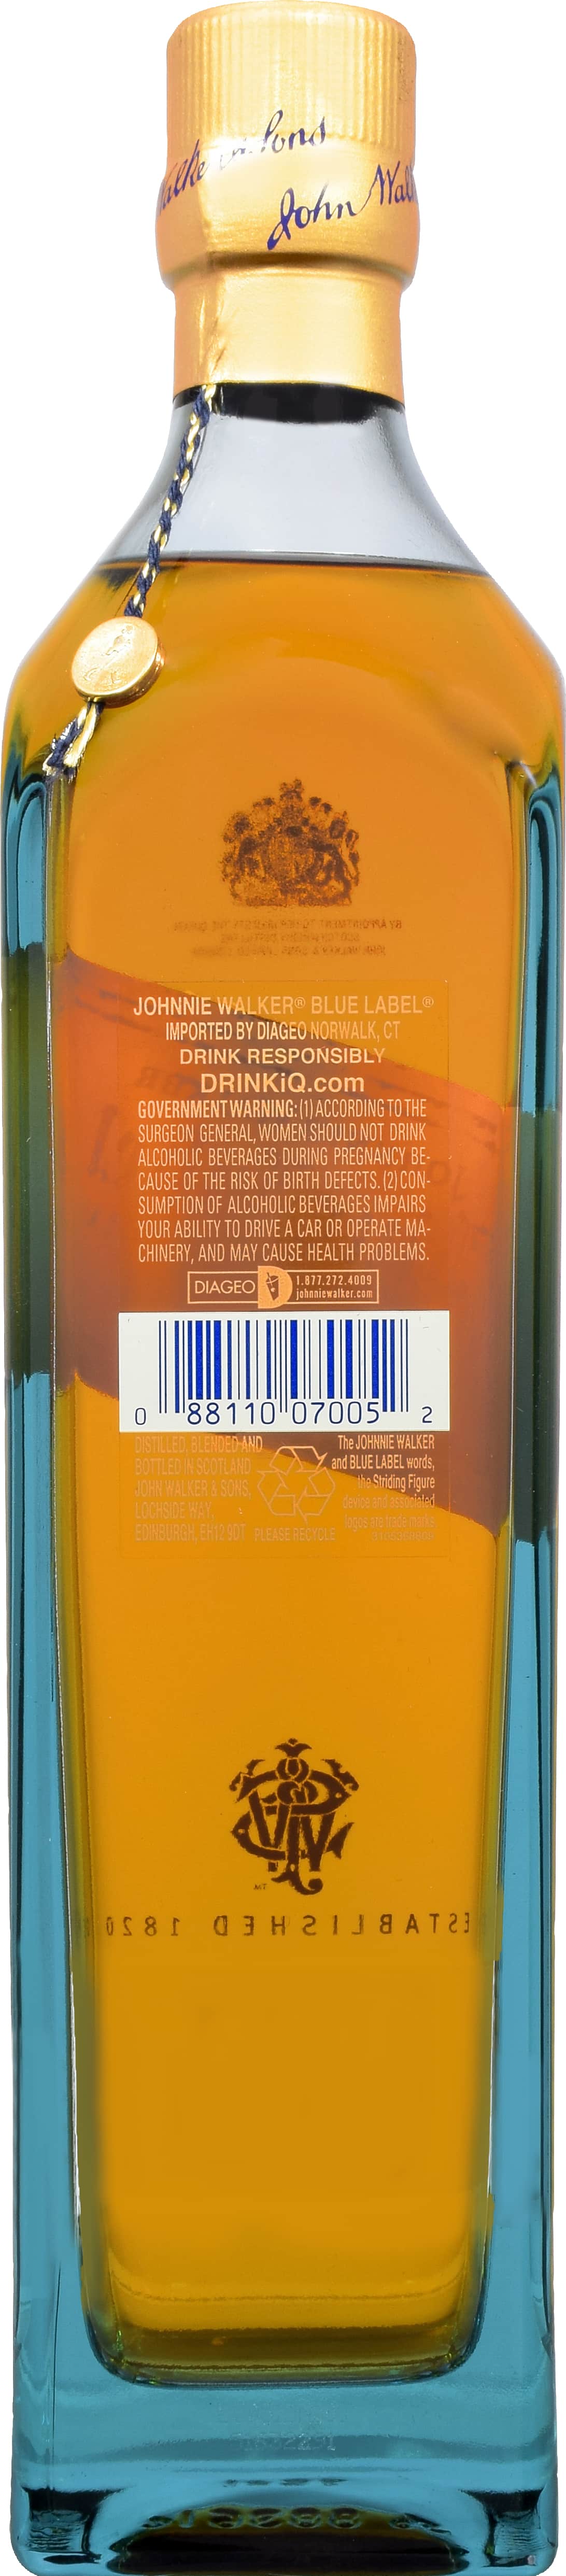 Walker & Sons
John Walk
JOHNNIE WALKER® BLUE LABEL®
IMPORTED BY DIAGEO NORWALK, CT
DRINK RESPONSIBLY
DRINKiQ.com
GOVERNMENT WARNING: (1) ACCORDING TO THE
SURGEON GENERAL, WOMEN SHOULD NOT DRINK
ALCOHOLIC BEVERAGES DURING PREGNANCY BE-
CAUSE OF THE RISK OF BIRTH DEFECTS. (2) CON-
SUMPTION OF ALCOHOLIC BEVERAGES IMPAIRS
YOUR ABILITY TO DRIVE A CAR OR OPERATE MA-
CHINERY, AND MAY CAUSE HEALTH PROBLEMS.
DIAGEO
1.877.272.4009
johnniewalker.com
0 88110 07005 2
DISTILLED, BLENDED AND
BOTTLED IN SCOTLAND
JOHN WALKER & SONS,
LOCHSIDE WAY,
EDINBURGH, EH12 9DT
PLEASE RECYCLE
The JOHNNIE WALKER
and BLUE LABEL words,
the Striding Figure
device and associated
logos are trade marks
TM
ESTABLISHED 1820